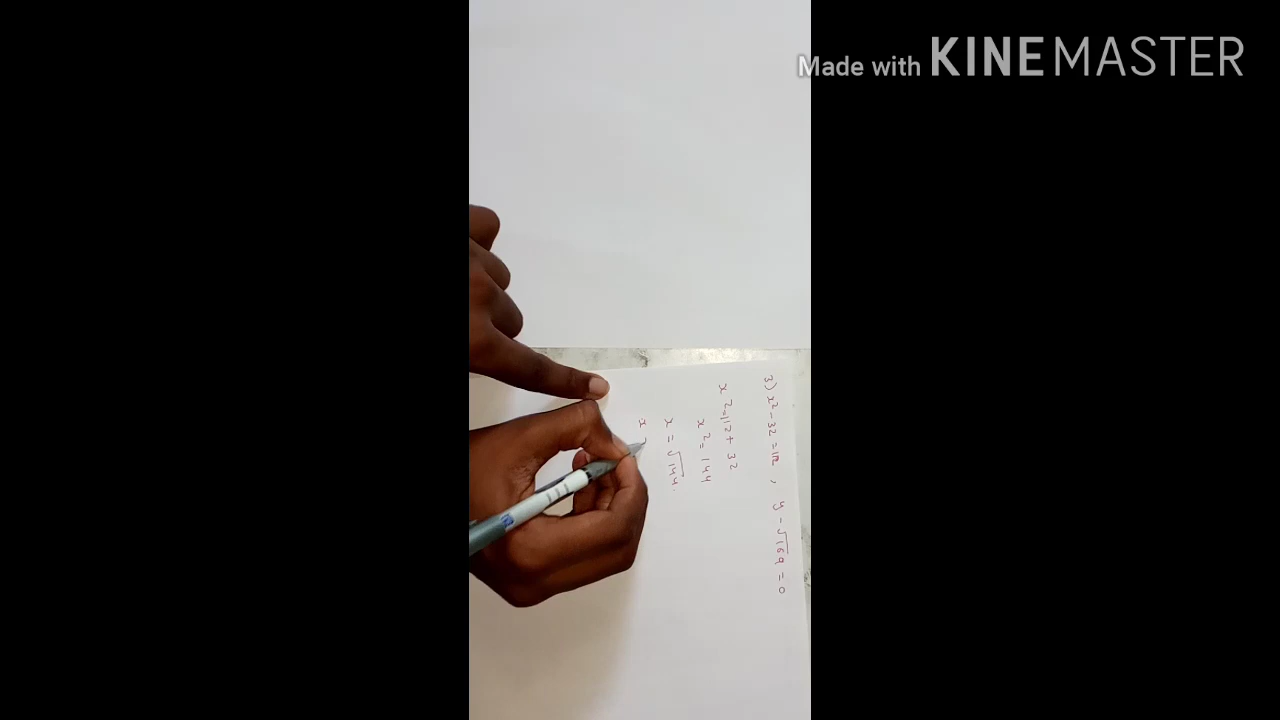 Made with KINEMASTER
3) x² - 32 = 112 , y - √169 = 0
x² = 112 + 32
x² = 144
x = √144.
x